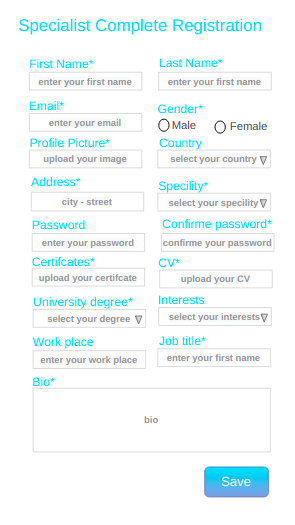 Specialist Complete Registration
First Name* Last Name*
enter your first name enter your first name
Email* Gender*
enter your email Male Female
Profile Picture* Country
upload your image select your country
Address* Specility*
city - street select your specility
Password Confirme password*
enter your password confirme your password
Certifcates* CV*
upload your certifcate upload your CV
University degree* Interests
select your degree select your interests
Work place Job title*
enter your work place enter your first name
Bio*
bio
Save